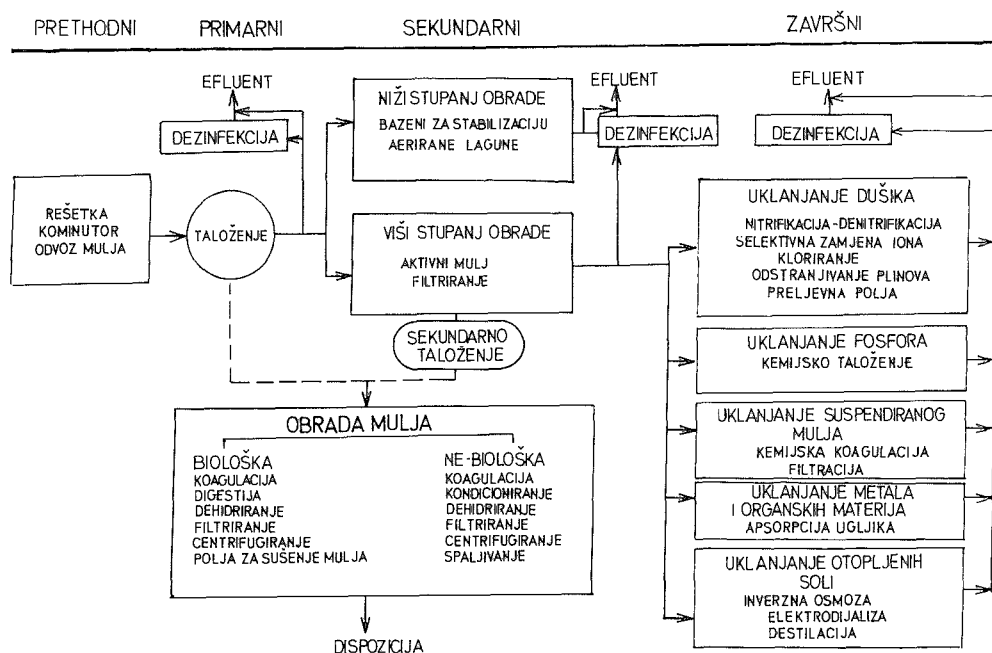 PRETHODNI
PRIMARNI
SEKUNDARNI
ZAVRŠNI
EFLUENT
DEZINFEKCIJA
REŠETKA
KOMINUTOR
ODVOZ MULJA
TALOŽENJE
NIŽI STUPANJ OBRADE
BAZENI ZA STABILIZACIJU
AERIRANE LAGUNE
VIŠI STUPANJ OBRADE
AKTIVNI MULJ
FILTRIRANJE
SEKUNDARNO
TALOŽENJE
EFLUENT
DEZINFEKCIJA
EFLUENT
DEZINFEKCIJA
UKLANJANJE DUŠIKA
NITRIFIKACIJA-DENITRIFIKACIJA
SELEKTIVNA ZAMJENA IONA
KLORIRANJE
ODSTRANJIVANJE PLINOVA
PRELJEVNA POLJA
UKLANJANJE FOSFORA
KEMIJSKO TALOŽENJE
UKLANJANJE SUSPENDIRANOG
MULJA
KEMIJSKA KOAGULACIJA
FILTRACIJA
UKLANJANJE METALA
I ORGANSKIH MATERIJA
APSORPCIJA UGLJIKA
UKLANJANJE OTOPLJENIH
SOLI
INVERZNA OSMOZA
ELEKTRODIJALIZA
DESTILACIJA
OBRADA MULJA
BIOLOŠKA
KOAGULACIJA
DIGESTIJA
DEHIDRIRANJE
FILTRIRANJE
CENTRIFUGIRANJE
POLJA ZA SUŠENJE MULJA
NE-BIOLOŠKA
KOAGULACIJA
KONDICIONIRANJE
DEHIDRIRANJE
FILTRIRANJE
CENTRIFUGIRANJE
SPALJIVANJE
DISPOZICIJA